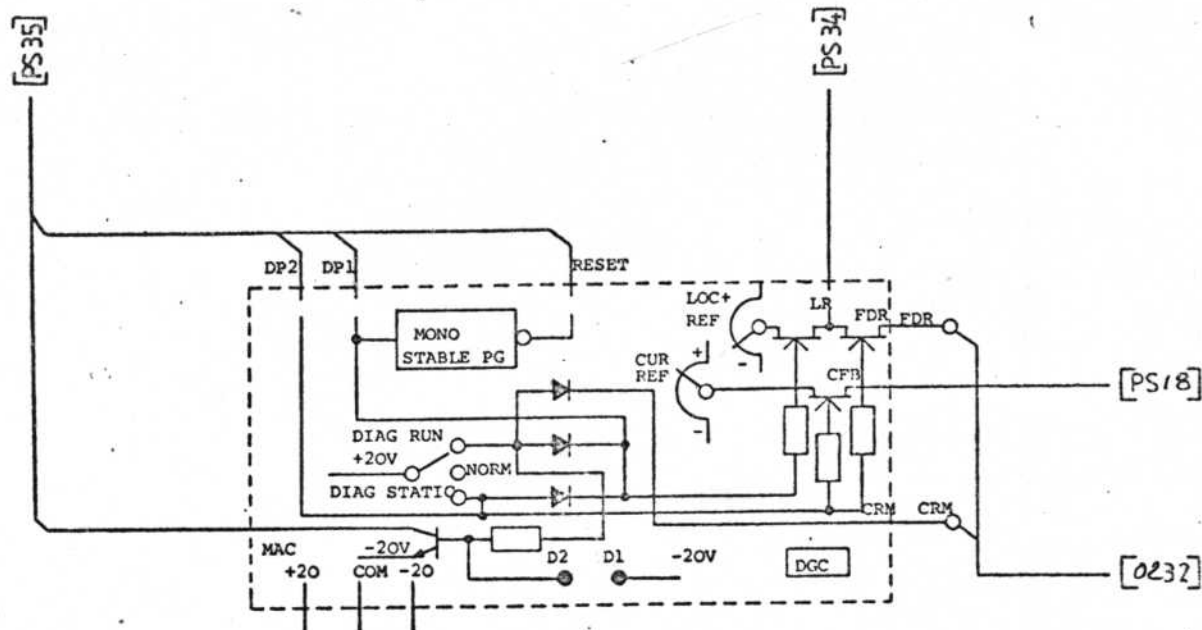 [PS35]
[PS34]
DP2 DP1
RESET
LOC+
REF
LR
FDR FDR
-
MONO
STABLE PG
CUR
REF
+
CFB
[PS18]
-
DIAG RUN
+20V
NORM
DIAG STATIC
CRM CRM
MAC
-20V
+20 COM -20
D2 D1 -20V
DGC
[0232]